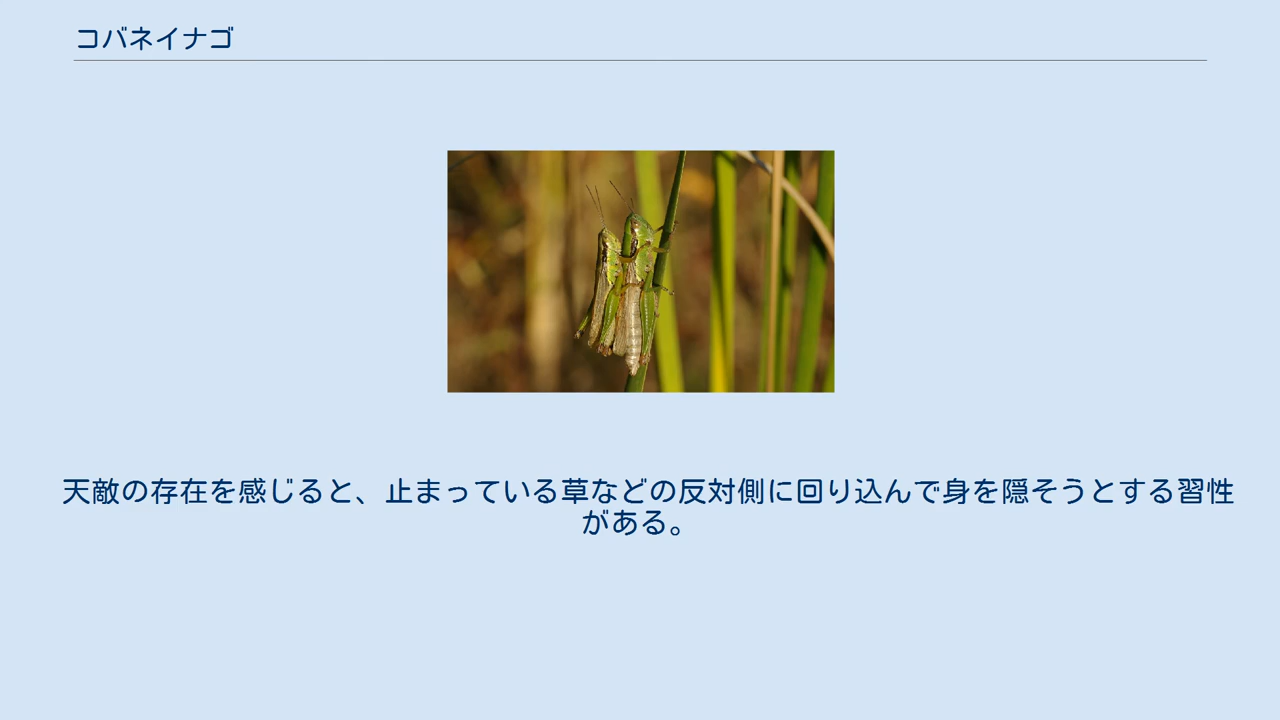 コバネイナゴ
天敵の存在を感じると、止まっている草などの反対側に回り込んで身を隠そうとする習性
がある。